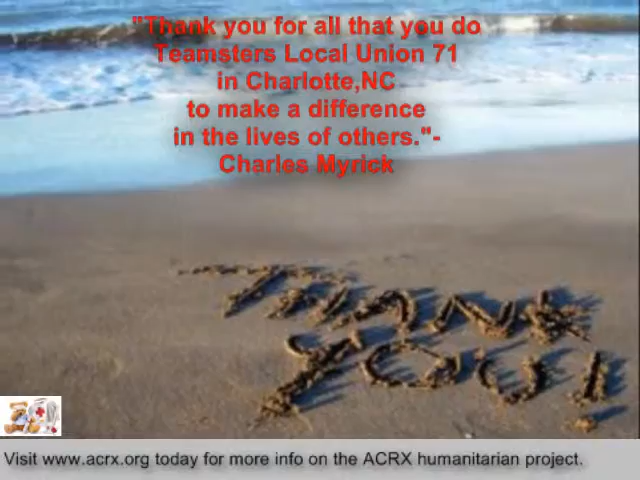 "Thank you for all that you do
Teamsters Local Union 71
in Charlotte,NC
to make a difference
in the lives of others."-
Charles Myrick
THANK
YOU!
Visit www.acrx.org today for more info on the ACRX humanitarian project.